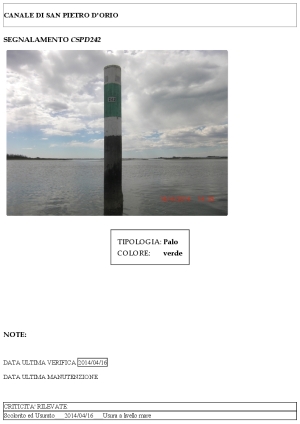 CANALE DI SAN PIETRO D'ORIO
SEGNALAMENTO CSPD242
TIPOLOGIA: Palo
COLORE: verde
NOTE:
DATA ULTIMA VERIFICA 2014/04/16
DATA ULTIMA MANUTENZIONE
CRITICITA' RILEVATE
Scolorito ed Usurato 2014/04/16 Usura a livello mare